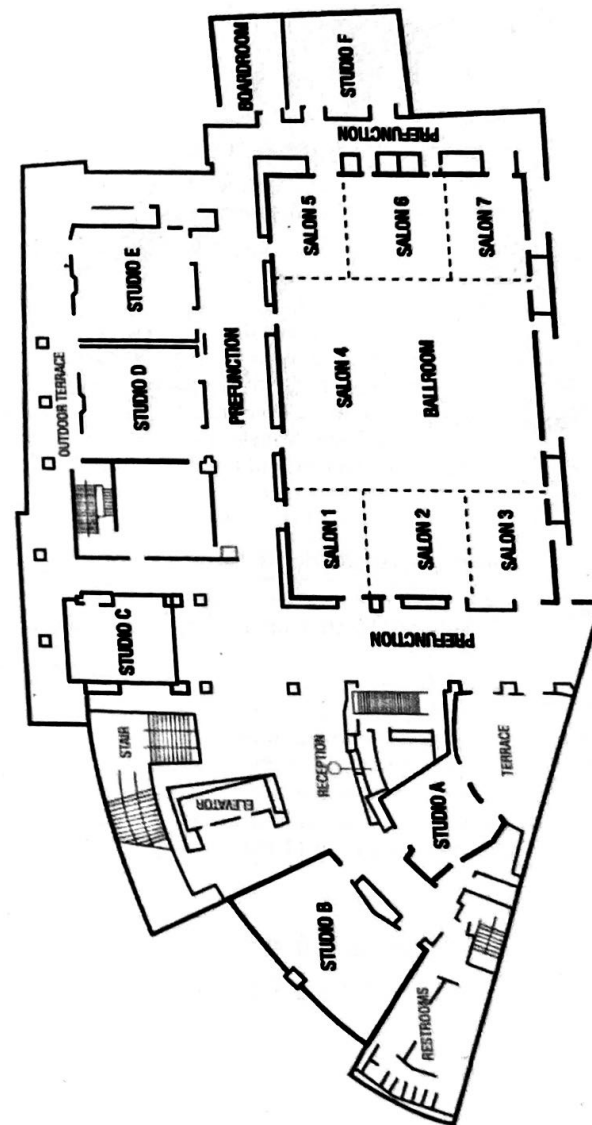 BOARDROOM
STUDIO F
PREFUNCTION
SALON 5
SALON 6
SALON 7
STUDIO E
STUDIO D
OUTDOOR TERRACE
PREFUNCTION
SALON 4
BALLROOM
SALON 1
SALON 2
SALON 3
STUDIO C
PREFUNCTION
STAIR
ELEVATOR
RECEPTION
STUDIO A
TERRACE
STUDIO B
RESTROOMS